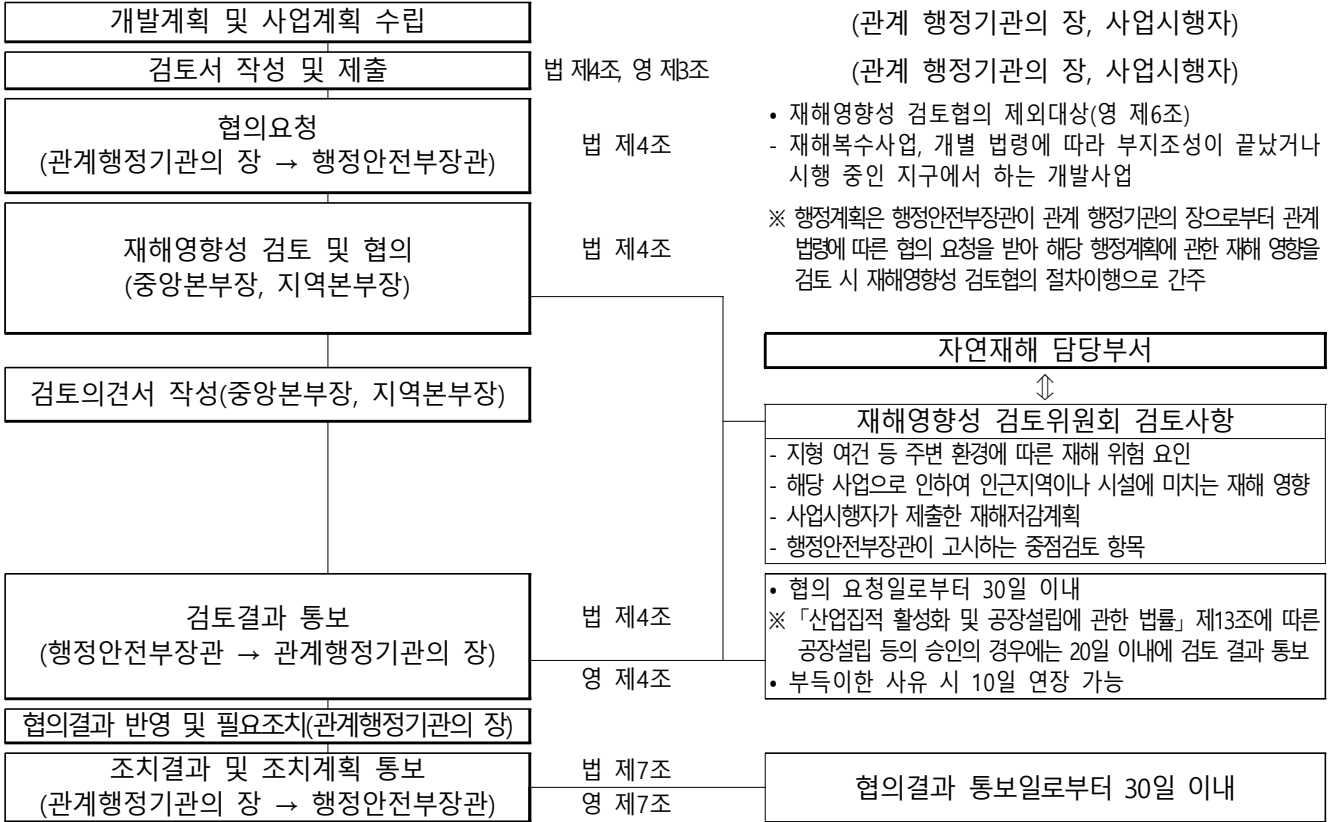 개발계획 및 사업계획 수립
(관계 행정기관의 장, 사업시행자)
검토서 작성 및 제출
법 제4조, 영 제3조
(관계 행정기관의 장, 사업시행자)
협의요청
(관계행정기관의 장 → 행정안전부장관)
법 제4조
• 재해영향성 검토협의 제외대상(영 제6조)
- 재해복수사업, 개별 법령에 따라 부지조성이 끝났거나
시행 중인 지구에서 하는 개발사업
재해영향성 검토 및 협의
(중앙본부장, 지역본부장)
법 제4조
※ 행정계획은 행정안전부장관이 관계 행정기관의 장으로부터 관계
법령에 따른 협의 요청을 받아 해당 행정계획에 관한 재해 영향을
검토 시 재해영향성 검토협의 절차이행으로 간주
자연재해 담당부서
⇕
검토의견서 작성(중앙본부장, 지역본부장)
재해영향성 검토위원회 검토사항
- 지형 여건 등 주변 환경에 따른 재해 위험 요인
- 해당 사업으로 인하여 인근지역이나 시설에 미치는 재해 영향
- 사업시행자가 제출한 재해저감계획
- 행정안전부장관이 고시하는 중점검토 항목
검토결과 통보
(행정안전부장관 → 관계행정기관의 장)
법 제4조
영 제4조
• 협의 요청일로부터 30일 이내
※「산업집적 활성화 및 공장설립에 관한 법률」제13조에 따른
공장설립 등의 승인의 경우에는 20일 이내에 검토 결과 통보
• 부득이한 사유 시 10일 연장 가능
협의결과 반영 및 필요조치(관계행정기관의 장)
조치결과 및 조치계획 통보
(관계행정기관의 장 → 행정안전부장관)
법 제7조
영 제7조
협의결과 통보일로부터 30일 이내